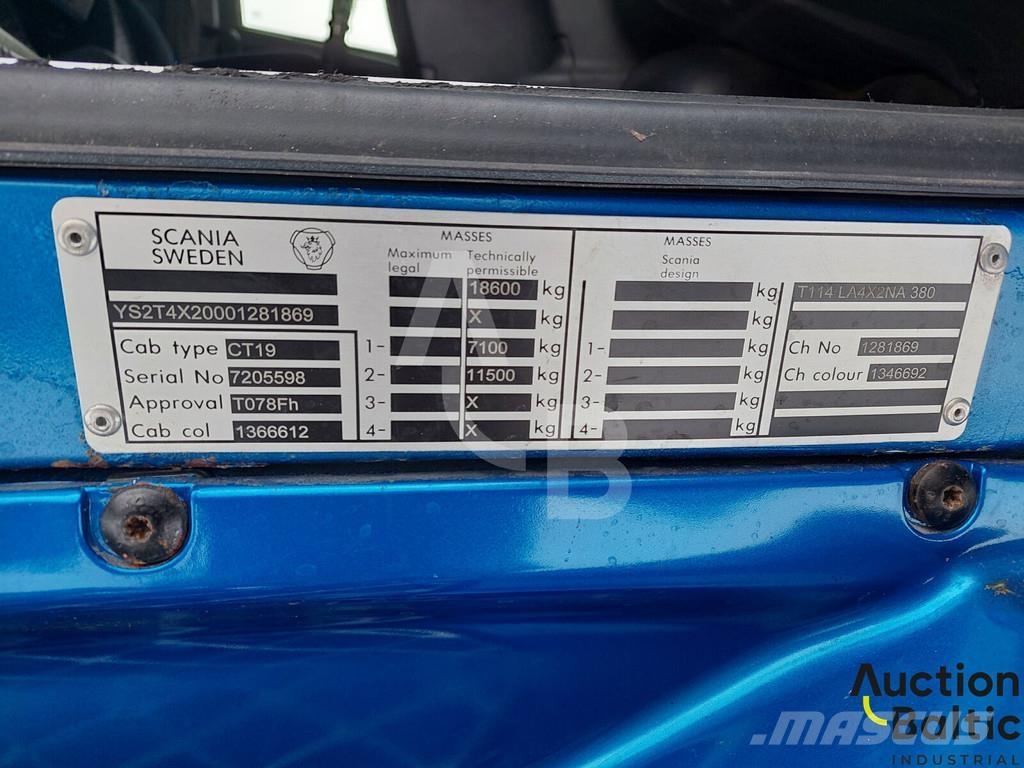 SCANIA
SWEDEN
YS2T4X20001281869
Cab type CT19
Serial No 7205598
Approval T078Fh
Cab col 1366612
MASSES
Maximum legal Technically permissible
18600 kg
X kg
1- 7100 kg
2- 11500 kg
3- X kg
4- X kg
MASSES
Scania design
kg
kg
1- kg
2- kg
3- kg
4- kg
T114 LA4X2NA 380
Ch No 1281869
Ch colour 1346692
CB
Auction
Baltic
INDUSTRIAL
MASCUS